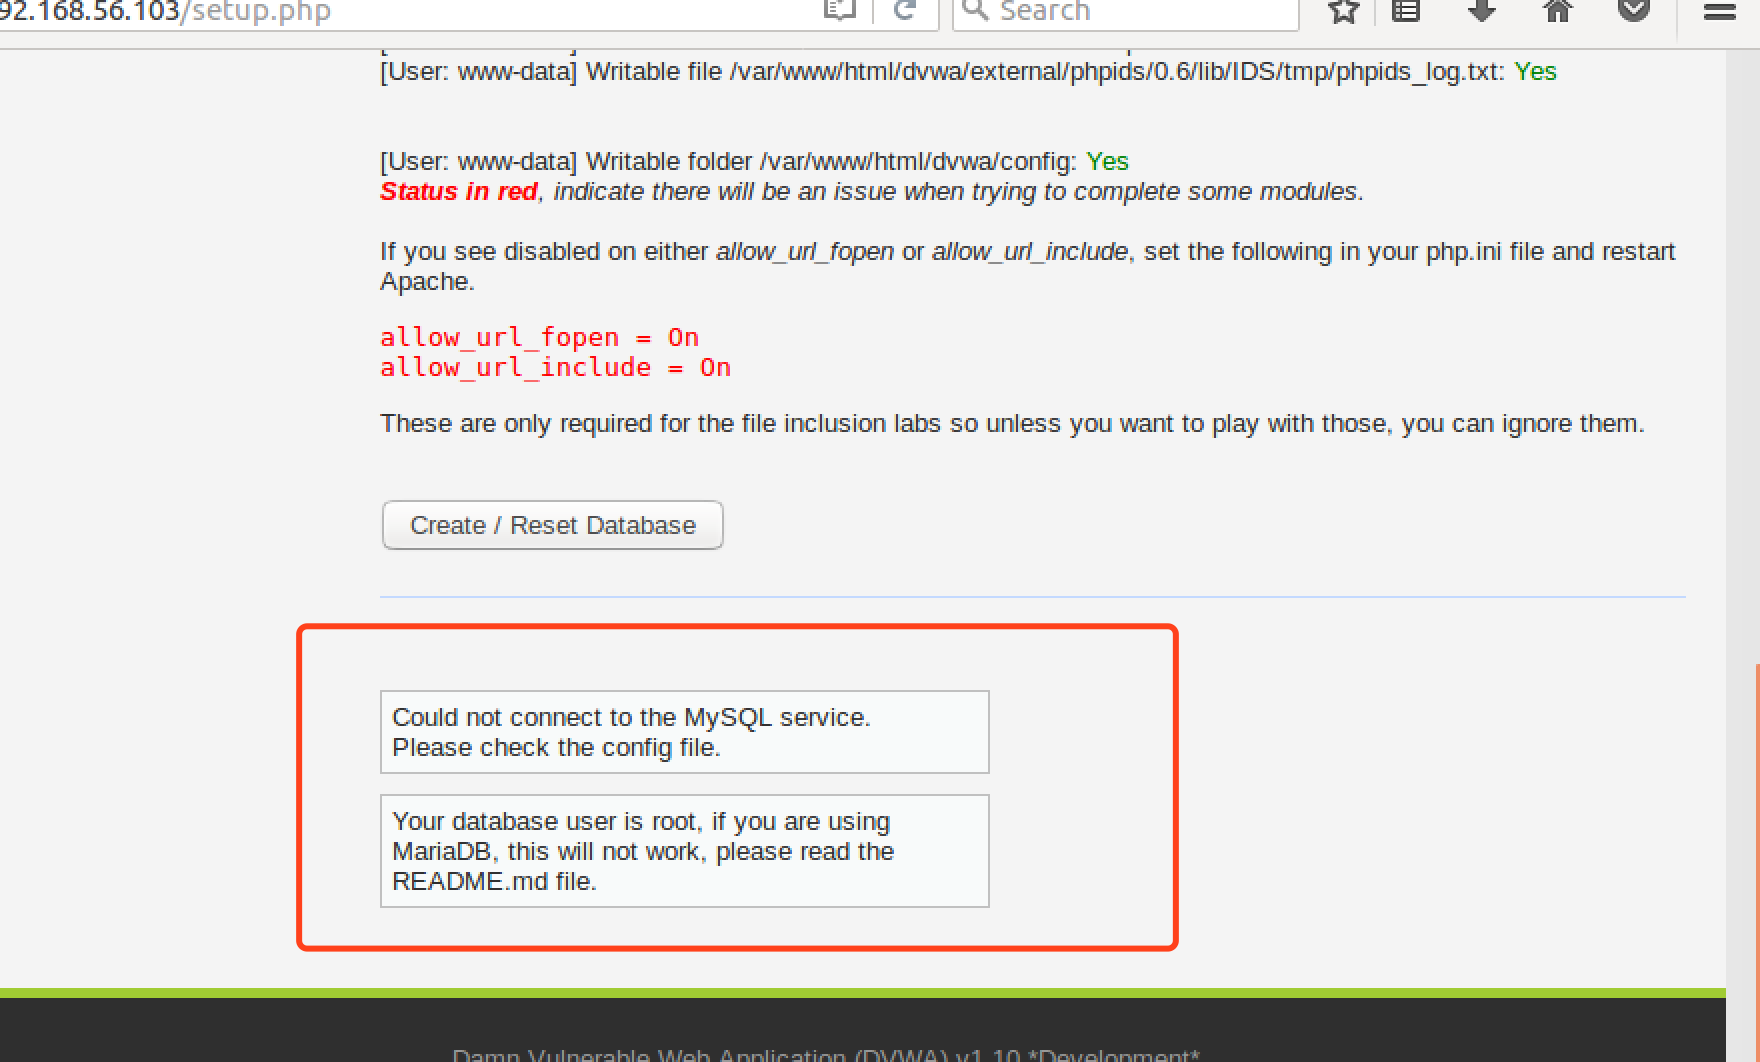 92.168.56.103/setup.php
Search
[User: www-data] Writable file /var/www/html/dvwa/external/phpids/0.6/lib/IDS/tmp/phpids_log.txt: Yes
[User: www-data] Writable folder /var/www/html/dvwa/config: Yes
Status in red, indicate there will be an issue when trying to complete some modules.
If you see disabled on either allow_url_fopen or allow_url_include, set the following in your php.ini file and restart
Apache.
allow_url_fopen = On
allow_url_include = On
These are only required for the file inclusion labs so unless you want to play with those, you can ignore them.
Create / Reset Database
Could not connect to the MySQL service.
Please check the config file.
Your database user is root, if you are using
MariaDB, this will not work, please read the
README.md file.
Damn Vulnerable Web Application (DVWA) v1.10 *Development*